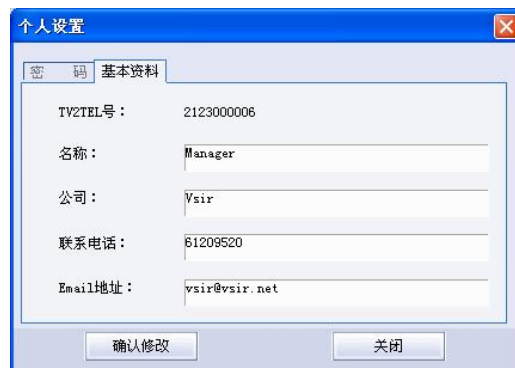 个人设置
密 码 基本资料
TV2TEL号： 2123000006
名称： Manager
公司： Vsir
联系电话： 61209520
Email地址： vsir@vsir.net
确认修改 关闭